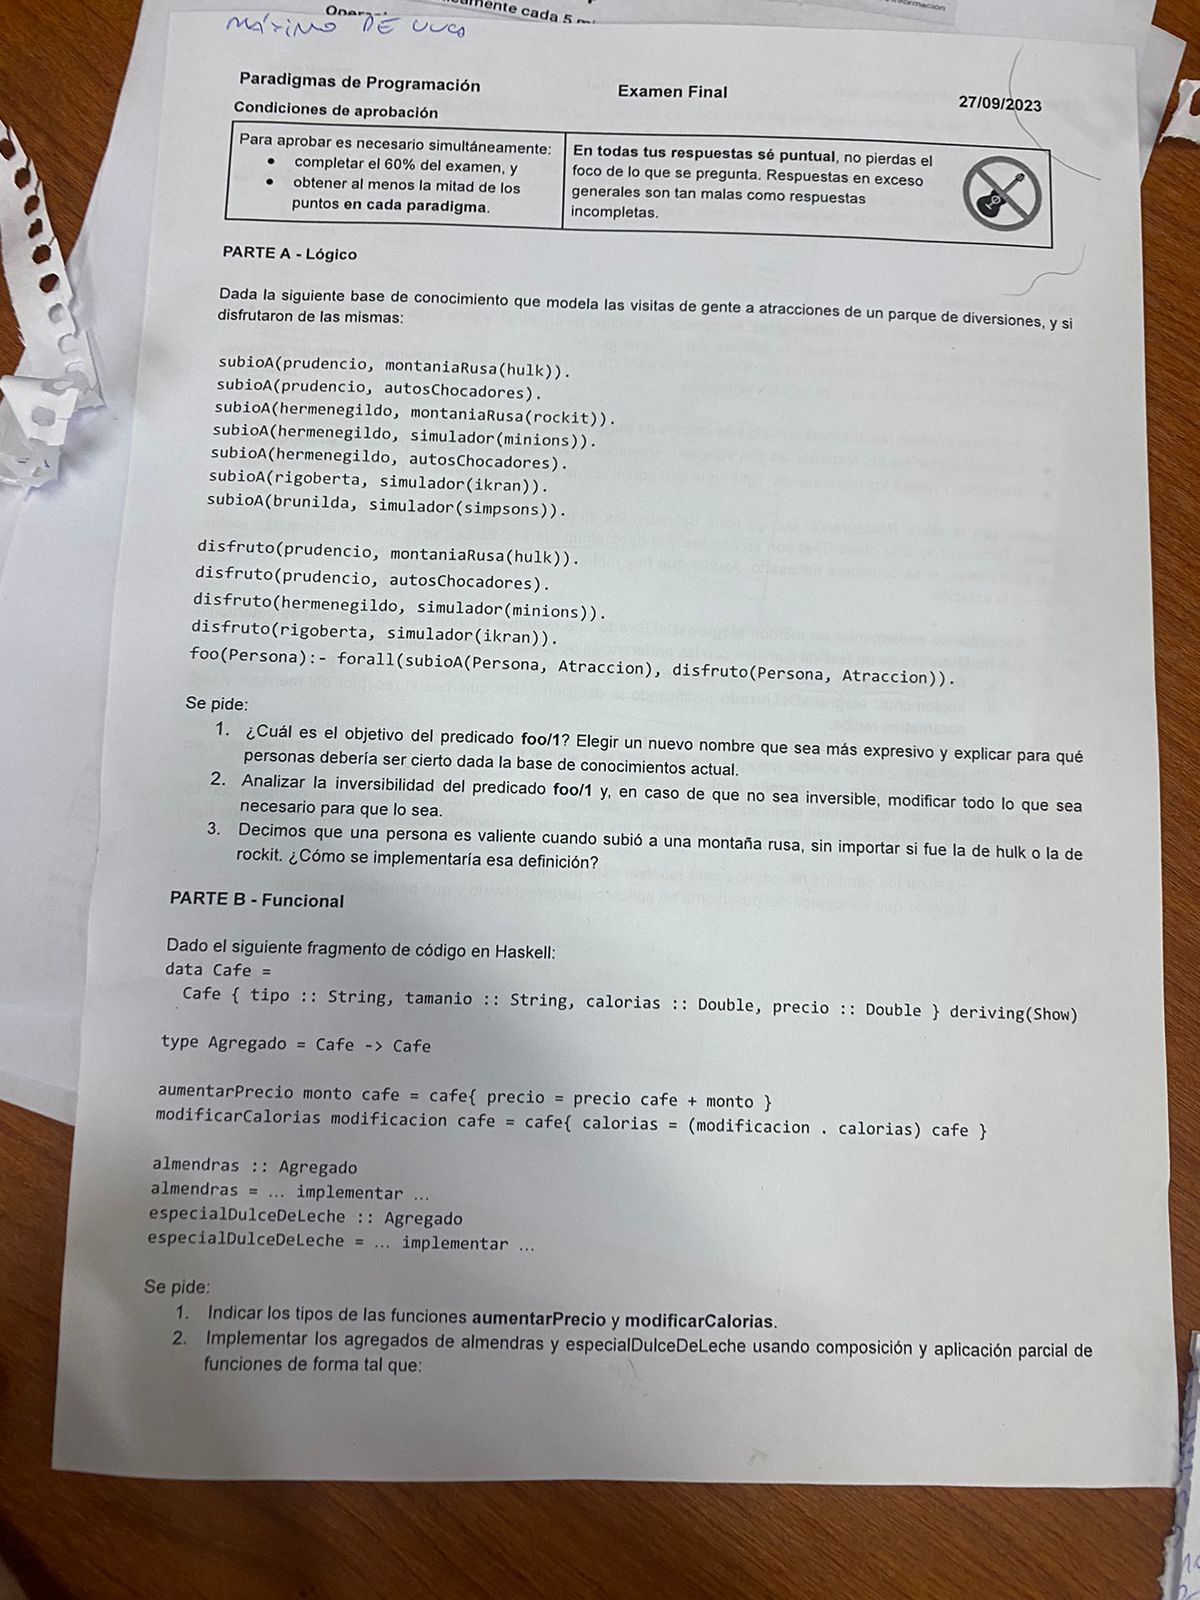 mente cada 5
MÁXIMO DE
Paradigmas de Programación
Examen Final
27/09/2023
Condiciones de aprobación
Para aprobar es necesario simultáneamente:
• completar el 60% del examen, y
• obtener al menos la mitad de los
puntos en cada paradigma.
En todas tus respuestas sé puntual, no pierdas el
foco de lo que se pregunta. Respuestas en exceso
generales son tan malas como respuestas
incompletas.
PARTE A - Lógico
Dada la siguiente base de conocimiento que modela las visitas de gente a atracciones de un parque de diversiones, y si
disfrutaron de las mismas:
subioA(prudencio, montaniaRusa(hulk)).
subioA(prudencio, autosChocadores).
subioA(hermenegildo, montaniaRusa(rockit)).
subioA(hermenegildo, simulador(minions)).
subioA(hermenegildo, autosChocadores).
subioA(rigoberta, simulador(ikran)).
subioA(brunilda, simulador(simpsons)).
disfruto(prudencio, montaniaRusa(hulk)).
disfruto(prudencio, autosChocadores).
disfruto(hermenegildo, simulador(minions)).
disfruto(rigoberta, simulador(ikran)).
foo(Persona):- forall(subioA(Persona, Atraccion), disfruto(Persona, Atraccion)).
Se pide:
1. ¿Cuál es el objetivo del predicado foo/1? Elegir un nuevo nombre que sea más expresivo y explicar para qué
personas debería ser cierto dada la base de conocimientos actual.
2. Analizar la inversibilidad del predicado foo/1 y, en caso de que no sea inversible, modificar todo lo que sea
necesario para que lo sea.
3. Decimos que una persona es valiente cuando subió a una montaña rusa, sin importar si fue la de hulk o la de
rockit. ¿Cómo se implementaría esa definición?
PARTE B - Funcional
Dado el siguiente fragmento de código en Haskell:
data Cafe =
Cafe { tipo :: String, tamanio :: String, calorias :: Double, precio :: Double } deriving(Show)
type Agregado = Cafe -> Cafe
aumentarPrecio monto cafe = cafe{ precio = precio cafe + monto }
modificarCalorias modificacion cafe = cafe{ calorias = (modificacion . calorias) cafe }
almendras :: Agregado
almendras = ... implementar ...
especialDulceDeLeche :: Agregado
especialDulceDeLeche = ... implementar ...
Se pide:
1. Indicar los tipos de las funciones aumentarPrecio y modificarCalorias.
2. Implementar los agregados de almendras y especialDulceDeLeche usando composición y aplicación parcial de
funciones de forma tal que: